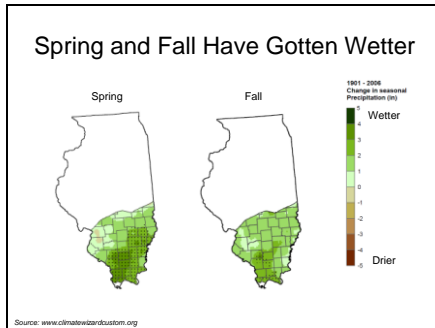 Spring and Fall Have Gotten Wetter
Spring
Fall
1901 - 2006
Change in seasonal
Precipitation (in)
5
4
3
2
1
0
-1
-2
-3
-4
-5
Wetter
Drier
Source: www.climatewizardcustom.org